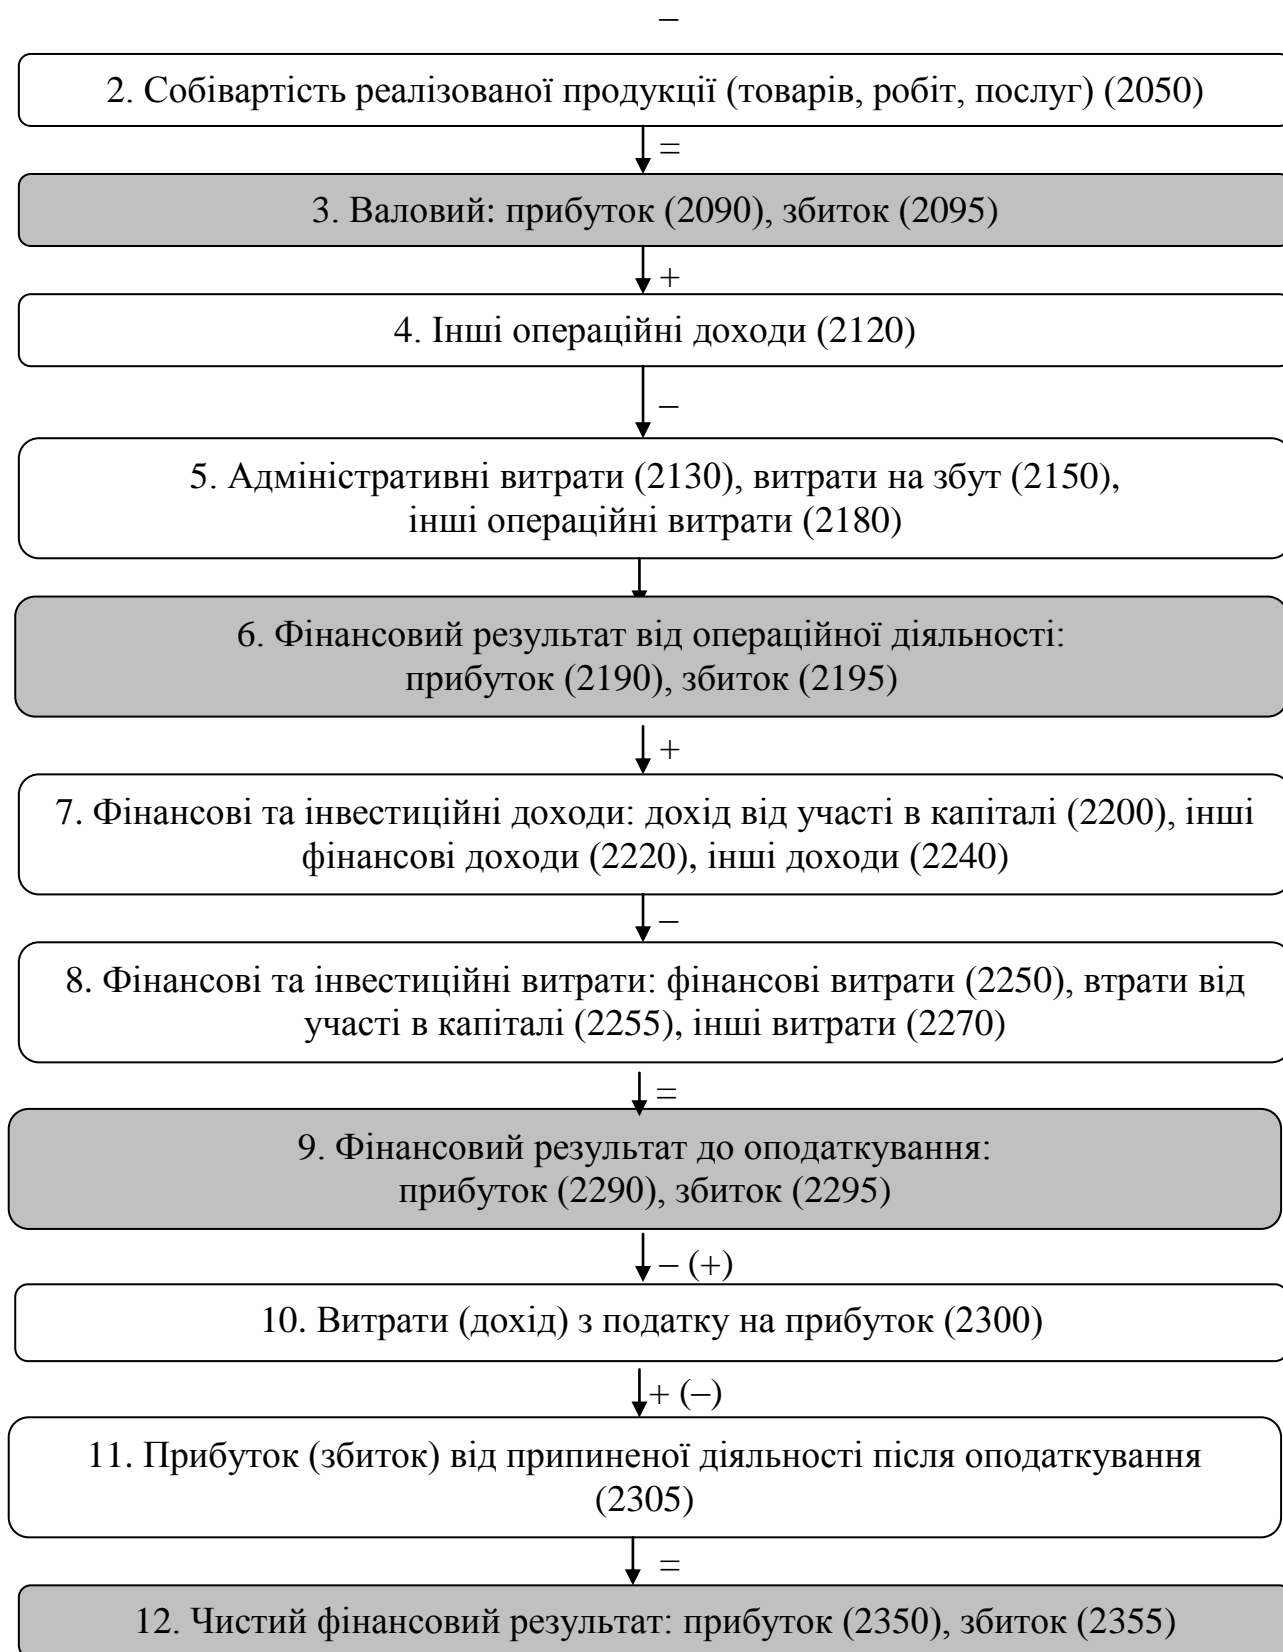 –
2. Собівартість реалізованої продукції (товарів, робіт, послуг) (2050)
=
3. Валовий: прибуток (2090), збиток (2095)
+
4. Інші операційні доходи (2120)
–
5. Адміністративні витрати (2130), витрати на збут (2150),
інші операційні витрати (2180)
6. Фінансовий результат від операційної діяльності:
прибуток (2190), збиток (2195)
+
7. Фінансові та інвестиційні доходи: дохід від участі в капіталі (2200), інші
фінансові доходи (2220), інші доходи (2240)
–
8. Фінансові та інвестиційні витрати: фінансові витрати (2250), втрати від
участі в капіталі (2255), інші витрати (2270)
=
9. Фінансовий результат до оподаткування:
прибуток (2290), збиток (2295)
– (+)
10. Витрати (дохід) з податку на прибуток (2300)
+ (–)
11. Прибуток (збиток) від припиненої діяльності після оподаткування
(2305)
=
12. Чистий фінансовий результат: прибуток (2350), збиток (2355)